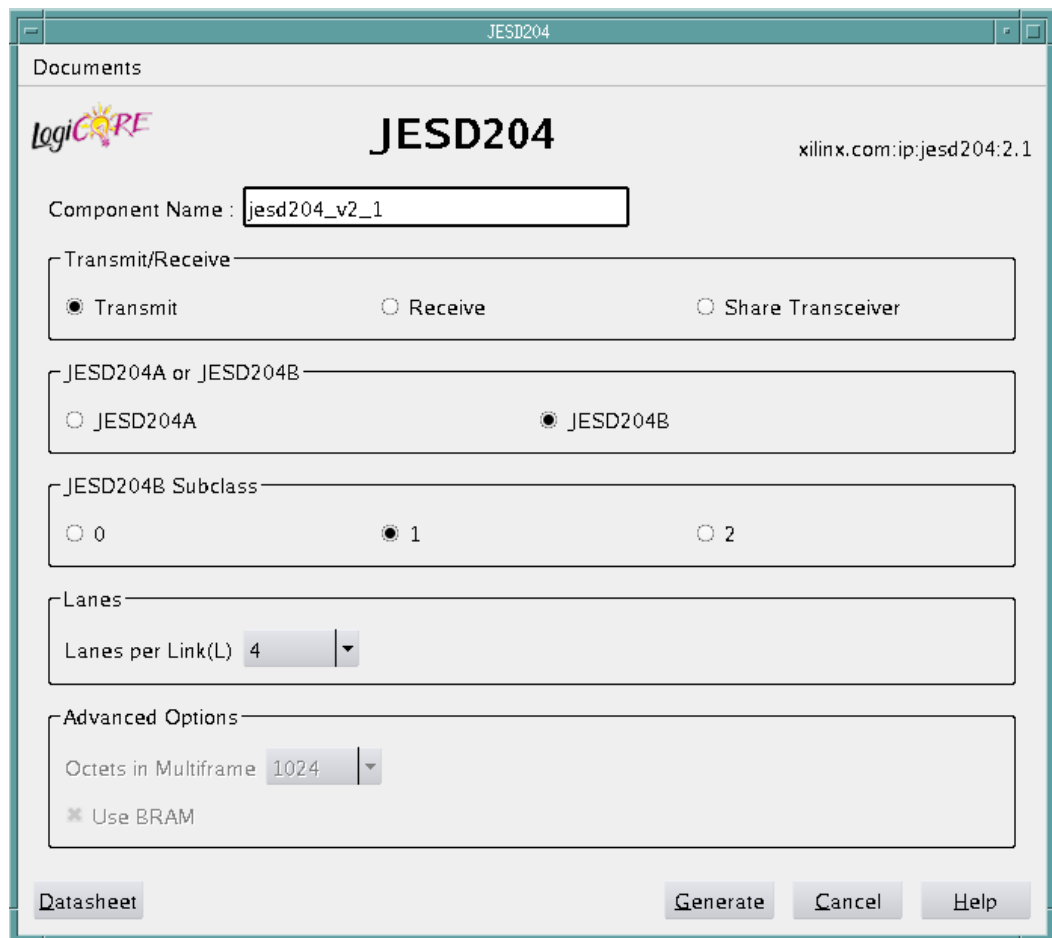 JESD204
Documents
LogiCORE
JESD204
xilinx.com:ip:jesd204:2.1
Component Name : jesd204_v2_1
Transmit/Receive
Transmit Receive Share Transceiver
JESD204A or JESD204B
JESD204A JESD204B
JESD204B Subclass
0 1 2
Lanes
Lanes per Link(L) 4
Advanced Options
Octets in Multiframe 1024
Use BRAM
Datasheet Generate Cancel Help